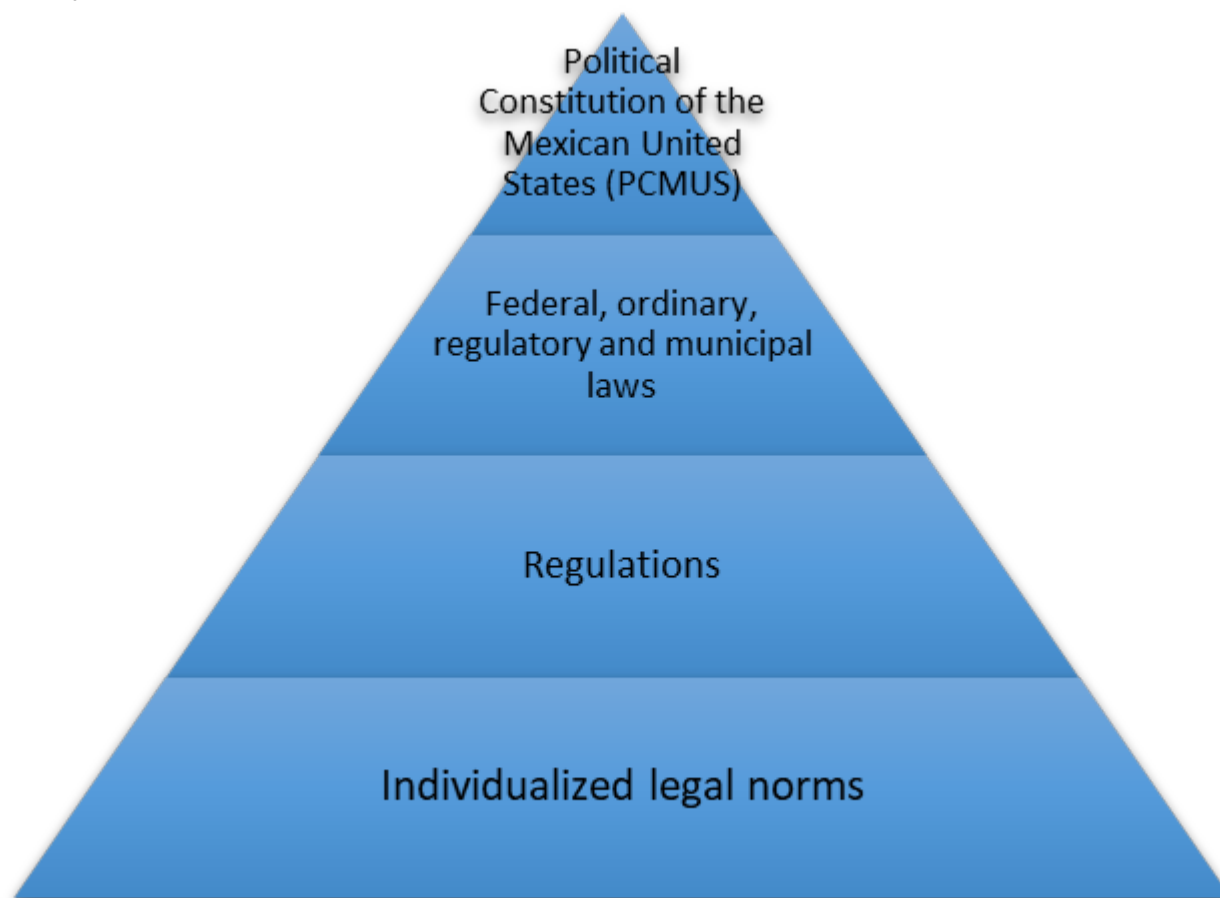 Political
Constitution of the
Mexican United
States (PCMUS)
Federal, ordinary,
regulatory and municipal
laws
Regulations
Individualized legal norms